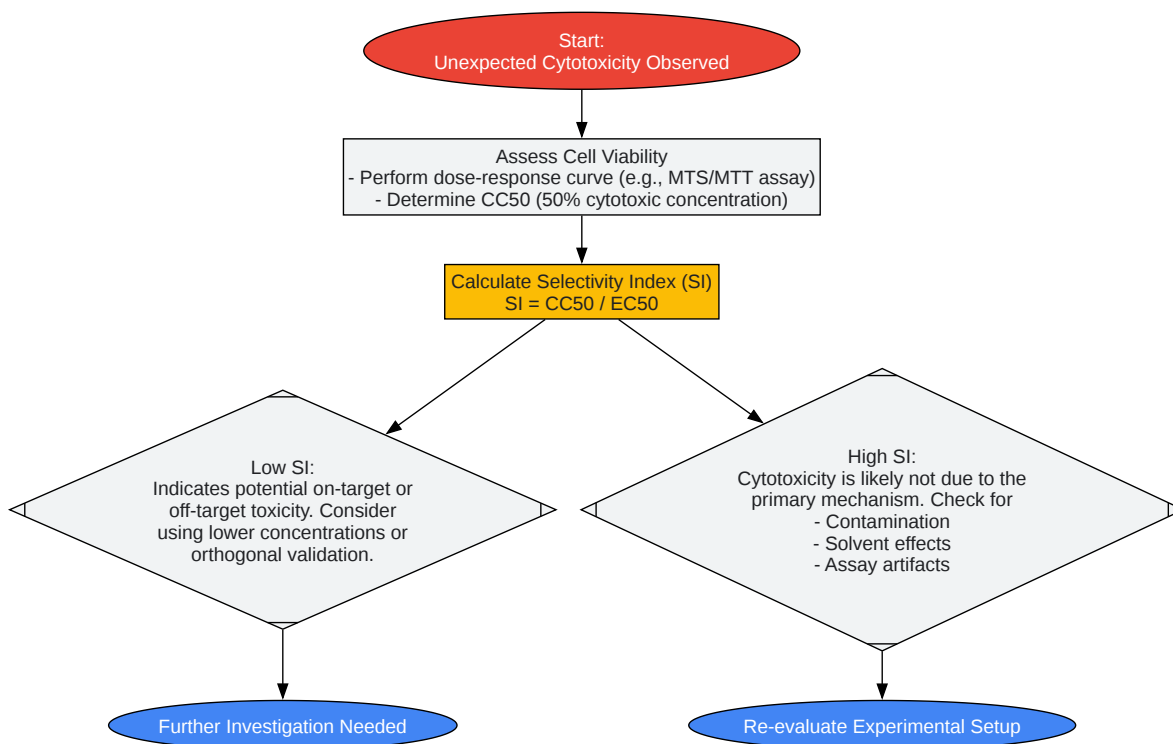 Start:
Unexpected Cytotoxicity Observed
Assess Cell Viability
- Perform dose-response curve (e.g., MTS/MTT assay)
- Determine CC50 (50% cytotoxic concentration)
Calculate Selectivity Index (SI)
SI = CC50 / EC50
Low SI:
Indicates potential on-target or
off-target toxicity. Consider
using lower concentrations or
orthogonal validation.
High SI:
Cytotoxicity is likely not due to the
primary mechanism. Check for
- Contamination
- Solvent effects
- Assay artifacts
Further Investigation Needed
Re-evaluate Experimental Setup